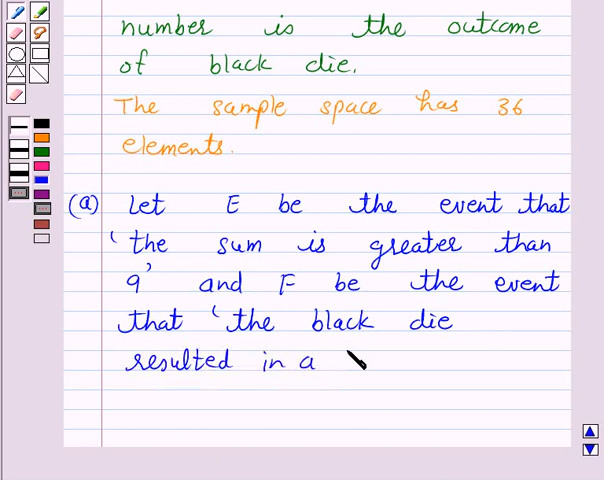 number is the outcome
of black die.
The sample space has 36
elements.
(a) Let E be the event that
'the sum is greater than
9' and F be the event
that 'the black die
resulted in a